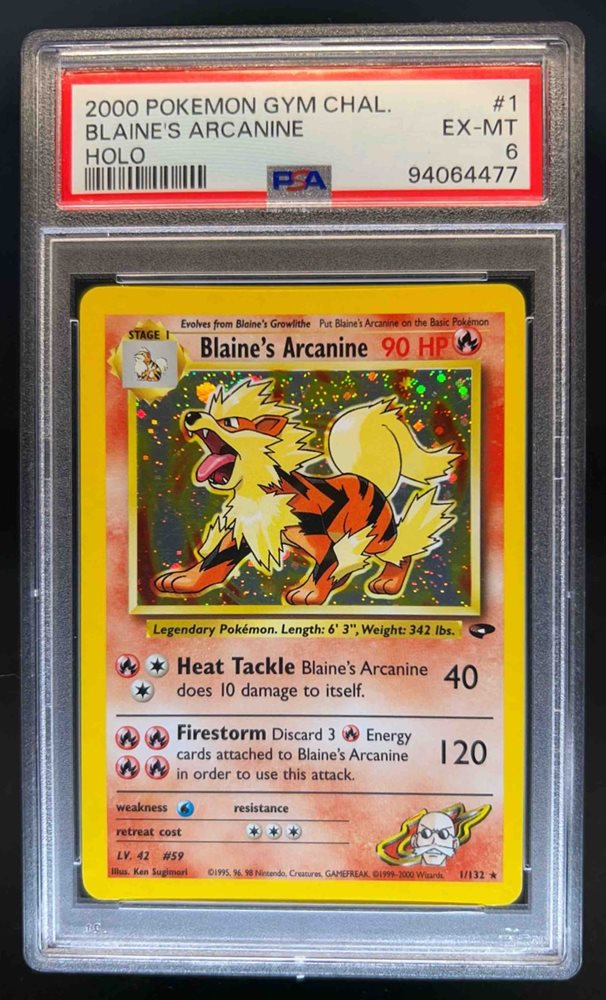 2000 POKEMON GYM CHAL. #1
BLAINE'S ARCANINE EX-MT
HOLO 6
PSA 94064477
Evolves from Blaine's Growlithe Put Blaine's Arcanine on the Basic Pokémon
STAGE 1
Blaine's Arcanine 90 HP
Legendary Pokémon. Length: 6' 3", Weight: 342 lbs.
Heat Tackle Blaine's Arcanine
does 10 damage to itself.
40
Firestorm Discard 3 Energy
cards attached to Blaine's Arcanine
in order to use this attack.
120
weakness resistance
retreat cost
LV. 42 #59
Illus. Ken Sugimori ©1995, 96, 98 Nintendo, Creatures, GAMEFREAK. ©1999-2000 Wizards. 1/132 ★